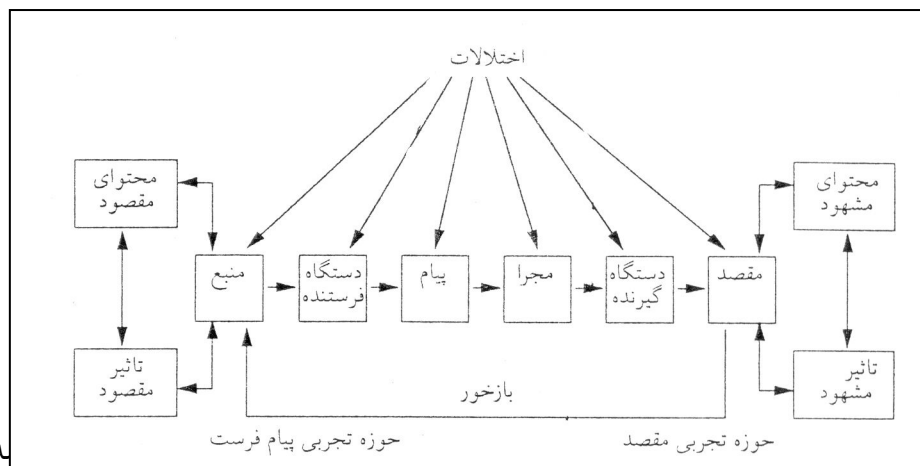 اختلالات
محتوای
مقصود
محتوای
مشهود
منبع
دستگاه
فرستنده
پیام
مجرا
دستگاه
گیرنده
مقصد
تاثیر
مقصود
تاثیر
مشهود
بازخور
حوزه تجربی مقصد
حوزه تجربی پیام فرست